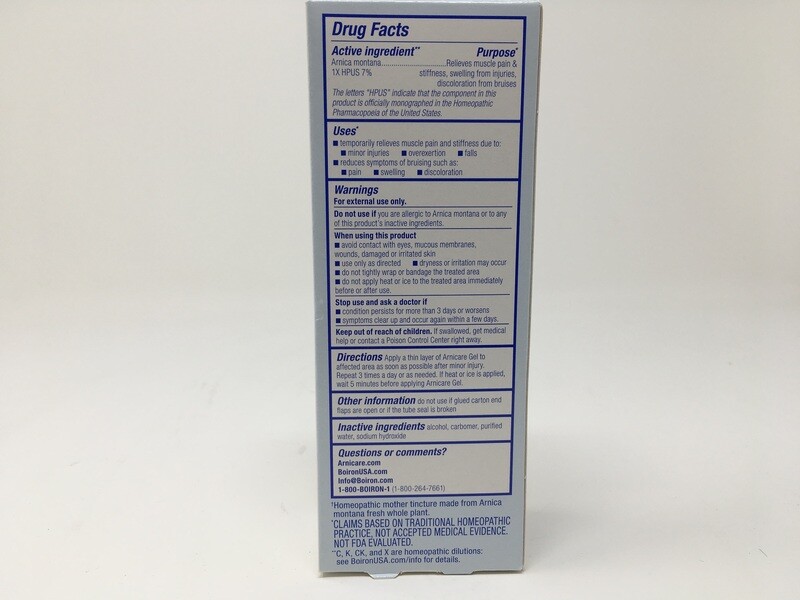 Drug Facts
Active ingredient** Purpose*
Arnica montana..............................Relieves muscle pain &
1X HPUS 7% stiffness, swelling from injuries,
discoloration from bruises
The letters "HPUS" indicate that the component in this
product is officially monographed in the Homeopathic
Pharmacopoeia of the United States.
Uses*
■ temporarily relieves muscle pain and stiffness due to:
■ minor injuries ■ overexertion ■ falls
■ reduces symptoms of bruising such as:
■ pain ■ swelling ■ discoloration
Warnings
For external use only.
Do not use if you are allergic to Arnica montana or to any
of this product's inactive ingredients.
When using this product
■ avoid contact with eyes, mucous membranes,
wounds, damaged or irritated skin
■ use only as directed ■ dryness or irritation may occur
■ do not tightly wrap or bandage the treated area
■ do not apply heat or ice to the treated area immediately
before or after use.
Stop use and ask a doctor if
■ condition persists for more than 3 days or worsens
■ symptoms clear up and occur again within a few days.
Keep out of reach of children. If swallowed, get medical
help or contact a Poison Control Center right away.
Directions Apply a thin layer of Arnicare Gel to
affected area as soon as possible after minor injury.
Repeat 3 times a day or as needed. If heat or ice is applied,
wait 5 minutes before applying Arnicare Gel.
Other information do not use if glued carton end
flaps are open or if the tube seal is broken
Inactive ingredients alcohol, carbomer, purified
water, sodium hydroxide
Questions or comments?
Arnicare.com
BoironUSA.com
Info@Boiron.com
1-800-BOIRON-1 (1-800-264-7661)
†Homeopathic mother tincture made from Arnica
montana fresh whole plant.
*CLAIMS BASED ON TRADITIONAL HOMEOPATHIC
PRACTICE, NOT ACCEPTED MEDICAL EVIDENCE.
NOT FDA EVALUATED.
**C, K, CK, and X are homeopathic dilutions:
see BoironUSA.com/info for details.